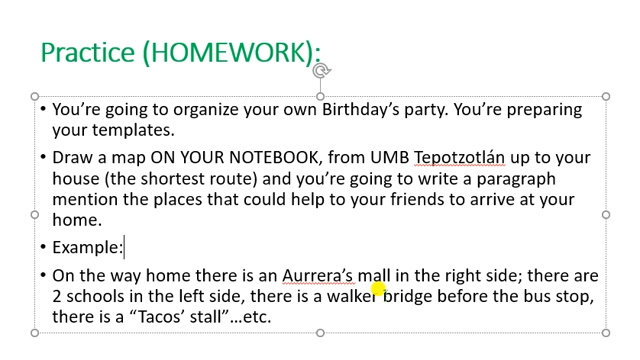 Practice (HOMEWORK):
• You're going to organize your own Birthday's party. You're preparing
your templates.
• Draw a map ON YOUR NOTEBOOK, from UMB Tepotzotlán up to your
house (the shortest route) and you're going to write a paragraph
mention the places that could help to your friends to arrive at your
home.
• Example:
• On the way home there is an Aurrera's mall in the right side; there are
2 schools in the left side, there is a walker bridge before the bus stop,
there is a “Tacos’ stall”…etc.